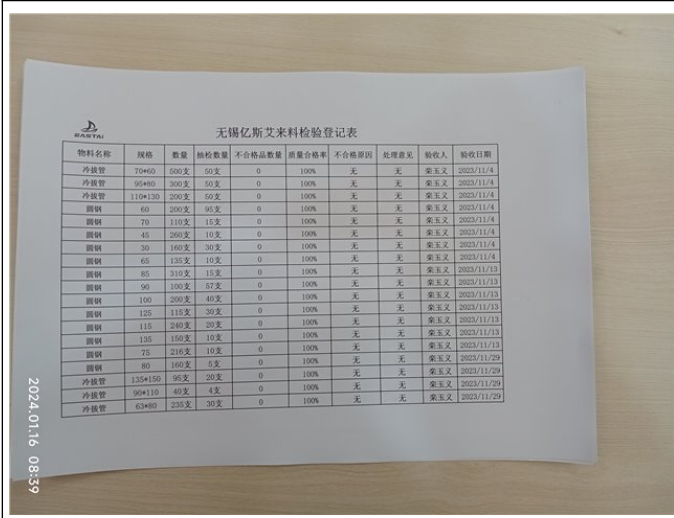 EASTAI
无锡亿斯艾来料检验登记表
物料名称 规格 数量 抽检数量 不合格品数量 质量合格率 不合格原因 处理意见 验收人 验收日期
冷拔管 70*60 500支 50支 0 100% 无 无 栾玉义 2023/11/4
冷拔管 95*80 300支 50支 0 100% 无 无 栾玉义 2023/11/4
冷拔管 110*130 200支 50支 0 100% 无 无 栾玉义 2023/11/4
圆钢 60 200支 95支 0 100% 无 无 栾玉义 2023/11/4
圆钢 70 110支 15支 0 100% 无 无 栾玉义 2023/11/4
圆钢 45 260支 10支 0 100% 无 无 栾玉义 2023/11/4
圆钢 30 160支 30支 0 100% 无 无 栾玉义 2023/11/4
圆钢 65 135支 10支 0 100% 无 无 栾玉义 2023/11/4
圆钢 85 310支 15支 0 100% 无 无 栾玉义 2023/11/13
圆钢 90 100支 57支 0 100% 无 无 栾玉义 2023/11/13
圆钢 100 200支 40支 0 100% 无 无 栾玉义 2023/11/13
圆钢 125 115支 30支 0 100% 无 无 栾玉义 2023/11/13
圆钢 115 240支 20支 0 100% 无 无 栾玉义 2023/11/13
圆钢 135 150支 10支 0 100% 无 无 栾玉义 2023/11/13
圆钢 75 216支 10支 0 100% 无 无 栾玉义 2023/11/13
圆钢 80 160支 5支 0 100% 无 无 栾玉义 2023/11/29
冷拔管 135*150 95支 20支 0 100% 无 无 栾玉义 2023/11/29
冷拔管 90*110 40支 4支 0 100% 无 无 栾玉义 2023/11/29
冷拔管 63*80 235支 30支 0 100% 无 无 栾玉义 2023/11/29
2024.01.16 08:39